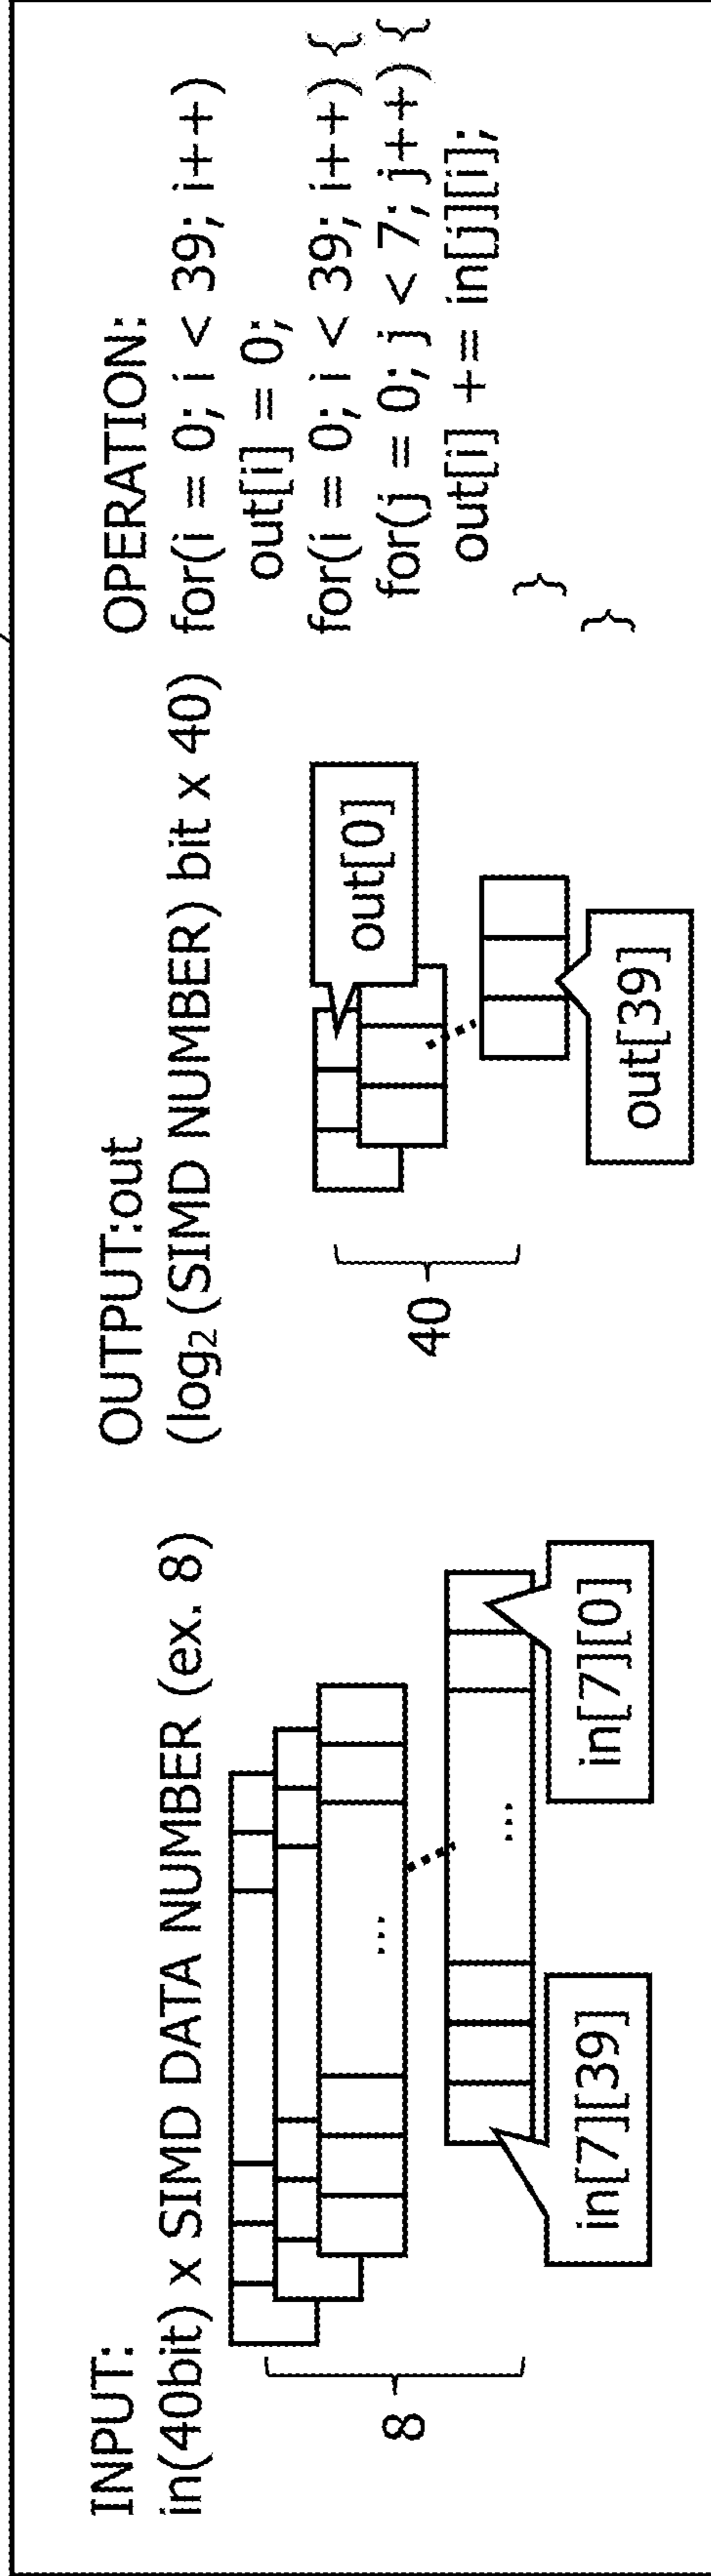 INPUT:
in(40bit) x SIMD DATA NUMBER (ex. 8)
8
...
...
in[7][39]
in[7][0]
OUTPUT:out
(log₂ (SIMD NUMBER) bit x 40)
40
out[0]
out[39]
OPERATION:
for(i = 0; i < 39; i++)
out[i] = 0;
for(i = 0; i < 39; i++) {
for(j = 0; j < 7; j++) {
out[i] += in[j][i];
}
}